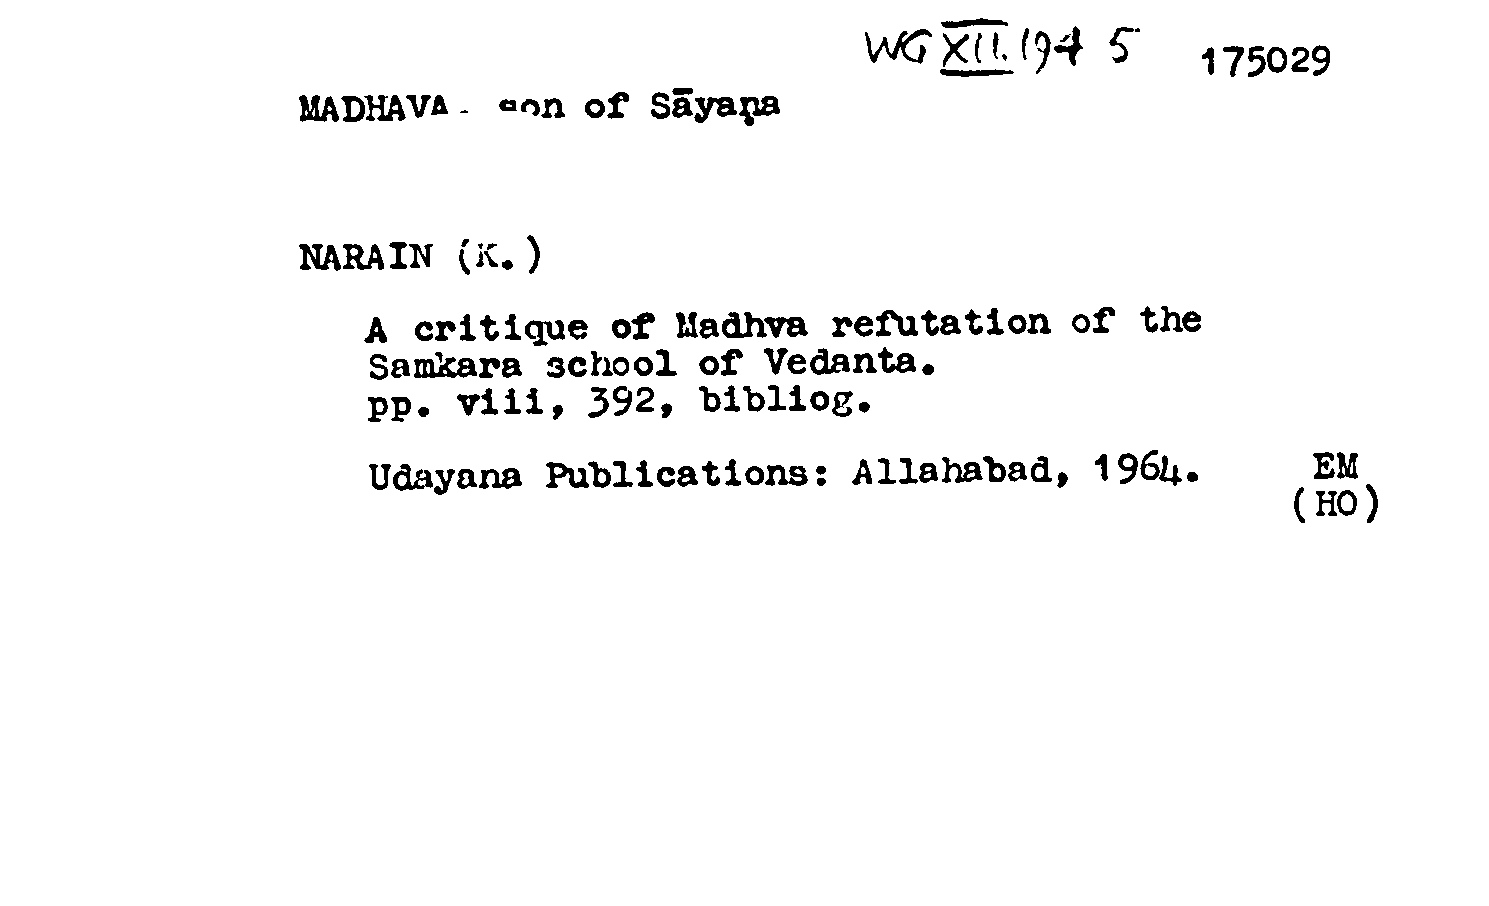 WG XII. 194 5 175029
MADHAVA - son of Sāyaṇa
NARAIN (K.)
A critique of Madhva refutation of the
Samkara school of Vedanta.
pp. viii, 392, bibliog.
Udayana Publications: Allahabad, 1964. EM
(HO)